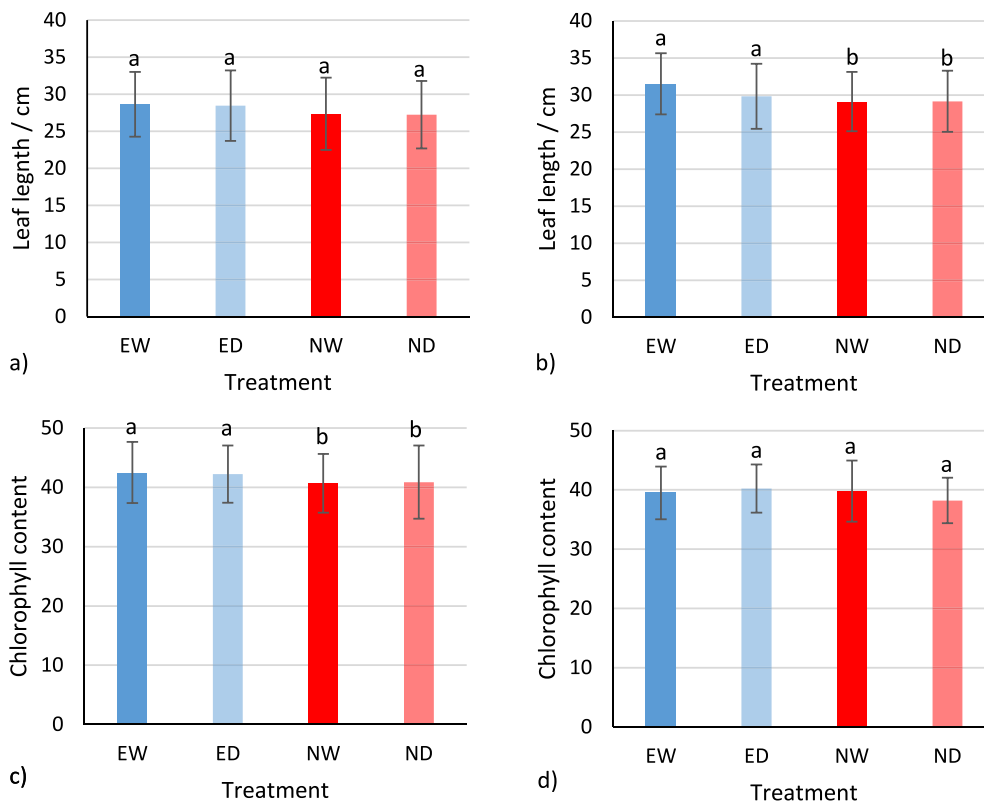 40
35
30
25
20
15
10
5
0
Leaf legnth / cm
a a a a
EW ED NW ND
Treatment
a)
40
35
30
25
20
15
10
5
0
Leaf length / cm
a a b b
EW ED NW ND
Treatment
b)
50
40
30
20
10
0
Chlorophyll content
a a b b
EW ED NW ND
Treatment
c)
50
40
30
20
10
0
Chlorophyll content
a a a a
EW ED NW ND
Treatment
d)